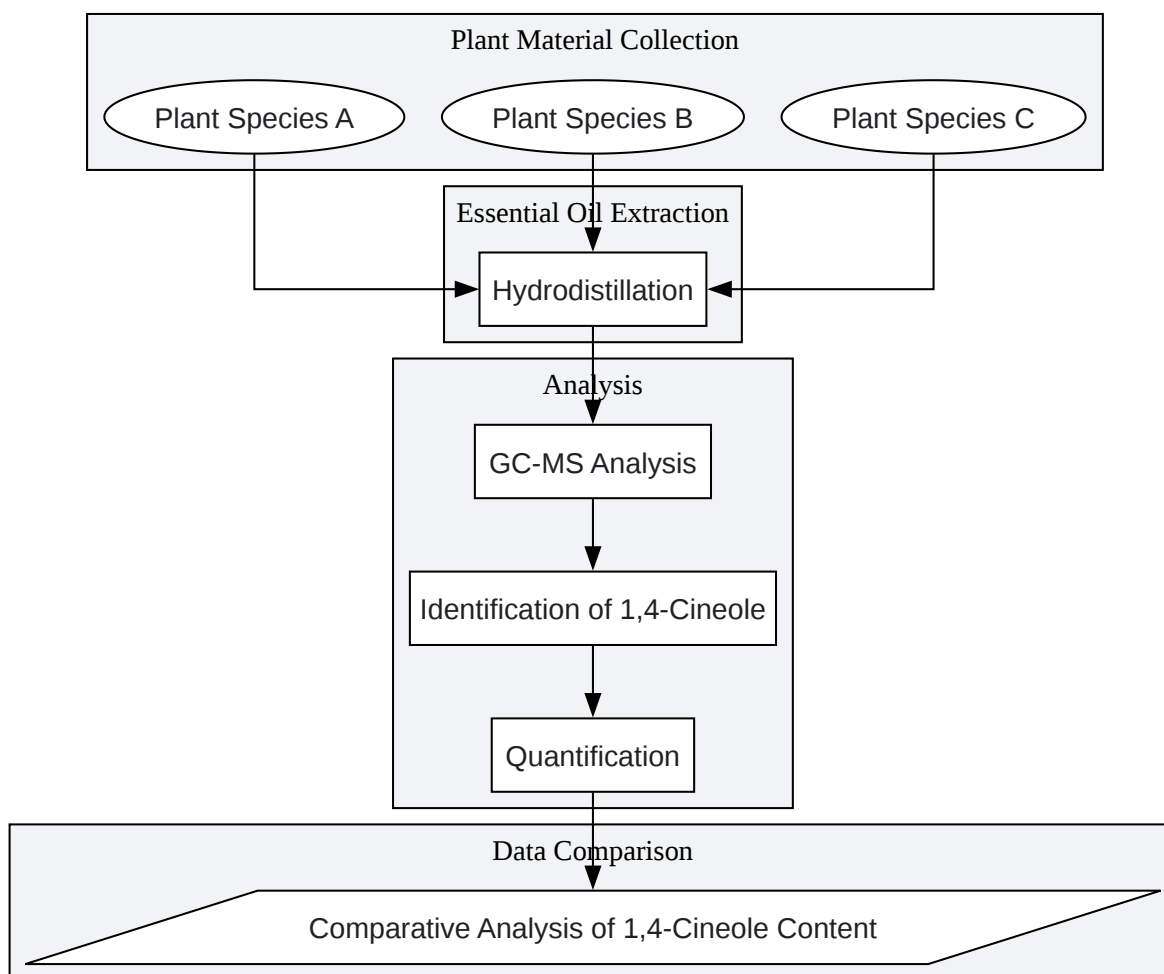 Plant Material Collection
Plant Species A
Plant Species B
Plant Species C
Essential Oil Extraction
Hydrodistillation
Analysis
GC-MS Analysis
Identification of 1,4-Cineole
Quantification
Data Comparison
Comparative Analysis of 1,4-Cineole Content